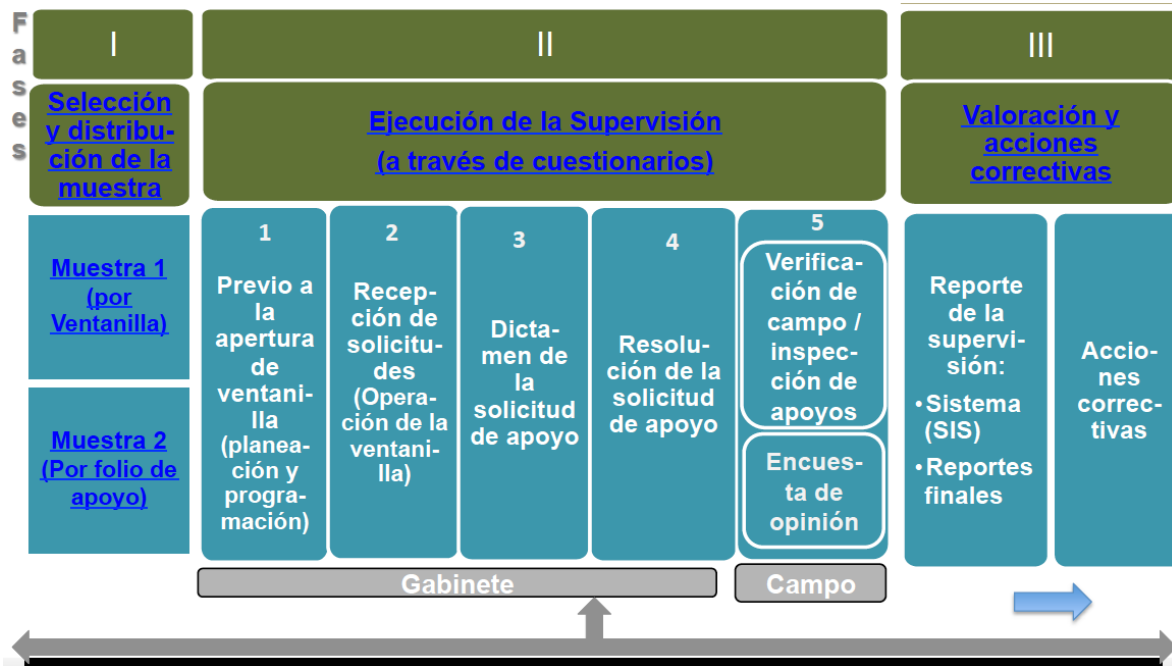 Fases
I
II
III
Selección
y distribu-
ción de la
muestra
Ejecución de la Supervisión
(a través de cuestionarios)
Valoración y
acciones
correctivas
Muestra 1
(por
Ventanilla)
Muestra 2
(Por folio de
apoyo)
1
Previo a
la
apertura
de
ventani-
lla
(planea-
ción y
progra-
mación)
2
Recep-
ción de
solicitu-
des
(Opera-
ción de la
ventani-
lla)
3
Dicta-
men de
la
solicitud
de apoyo
4
Resolu-
ción de la
solicitud
de apoyo
5
Verifica-
ción de
campo /
inspec-
ción de
apoyos
Encues-
ta de
opinión
Reporte
de la
supervi-
sión:
•Sistema
(SIS)
•Reportes
finales
Accio-
nes
correc-
tivas
Gabinete
Campo